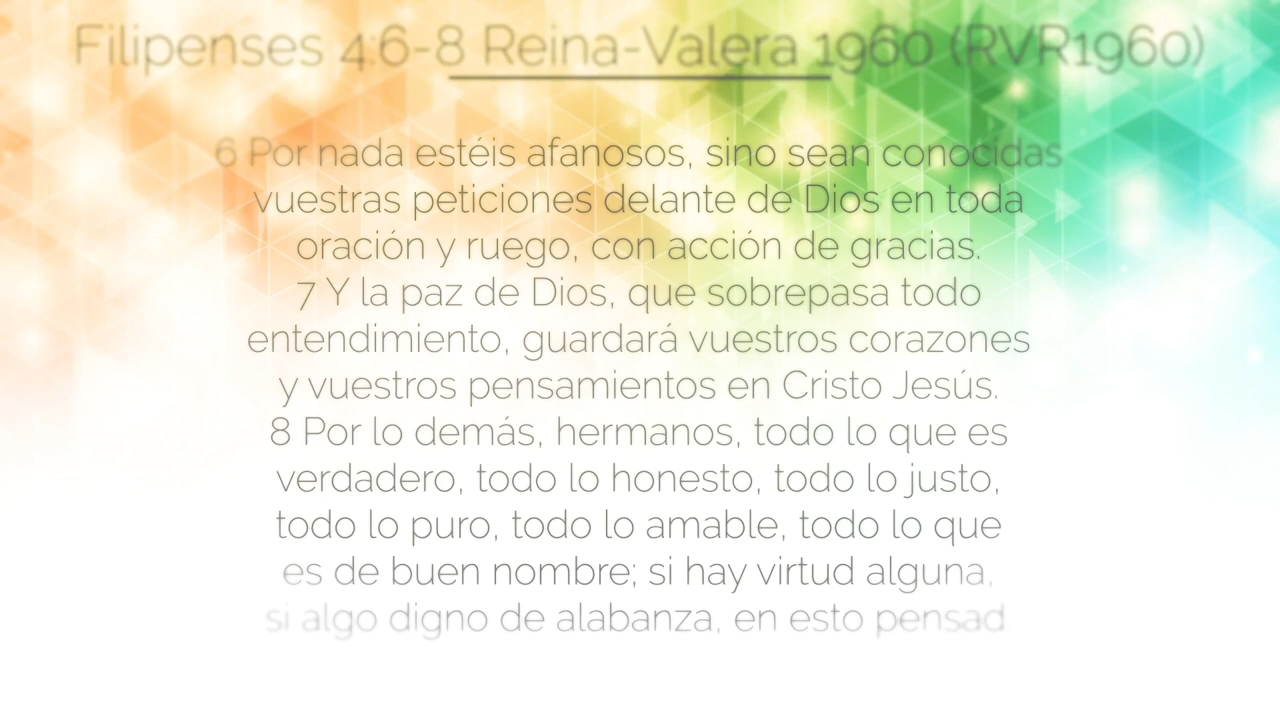 Filipenses 4:6-8 Reina-Valera 1960 (RVR1960)
6 Por nada estéis afanosos, sino sean conocidas
vuestras peticiones delante de Dios en toda
oración y ruego, con acción de gracias.
7 Y la paz de Dios, que sobrepasa todo
entendimiento, guardará vuestros corazones
y vuestros pensamientos en Cristo Jesús.
8 Por lo demás, hermanos, todo lo que es
verdadero, todo lo honesto, todo lo justo,
todo lo puro, todo lo amable, todo lo que
es de buen nombre; si hay virtud alguna,
si algo digno de alabanza, en esto pensad.